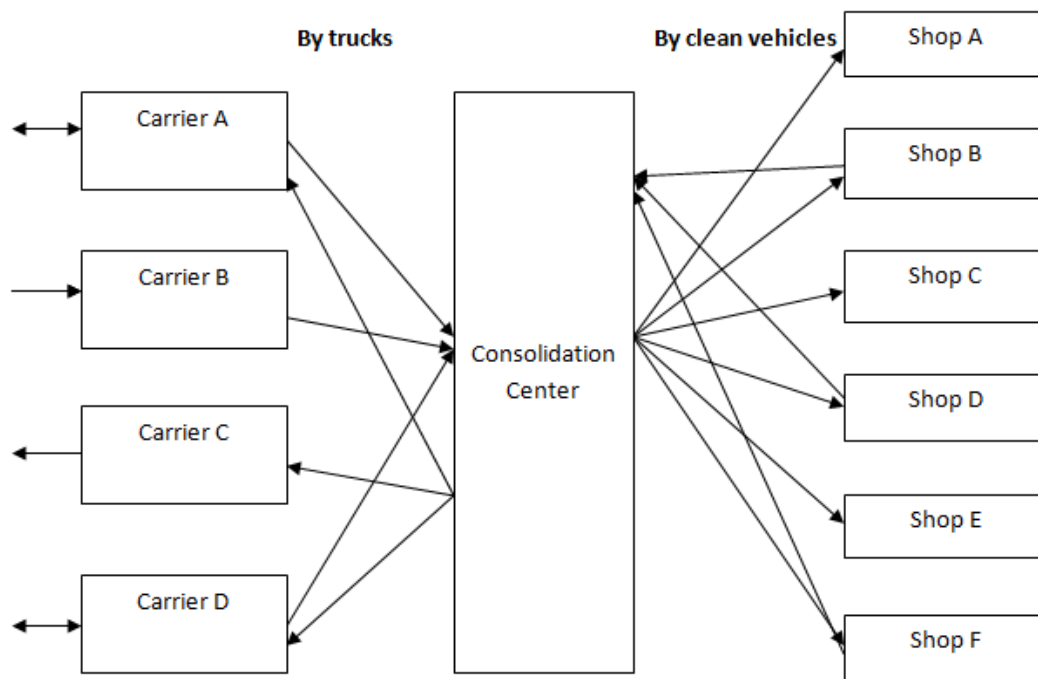 By trucks
By clean vehicles
Carrier A
Carrier B
Carrier C
Carrier D
Consolidation
Center
Shop A
Shop B
Shop C
Shop D
Shop E
Shop F